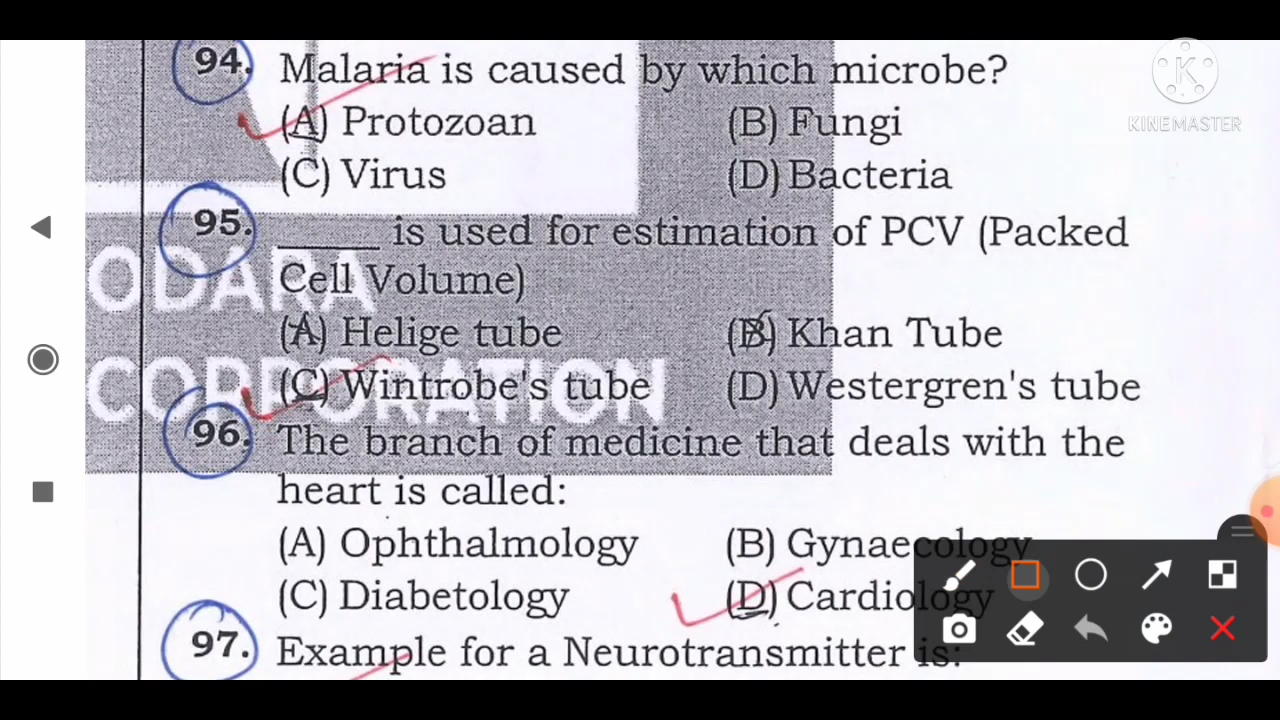 KINEMASTER
94. Malaria is caused by which microbe?
(A) Protozoan (B) Fungi
(C) Virus (D) Bacteria
95. ______ is used for estimation of PCV (Packed
Cell Volume)
(A) Helige tube (B) Khan Tube
(C) Wintrobe's tube (D) Westergren's tube
96. The branch of medicine that deals with the
heart is called:
(A) Ophthalmology (B) Gynaecology
(C) Diabetology (D) Cardiology
97. Example for a Neurotransmitter is:
ODARA
CORPORATION